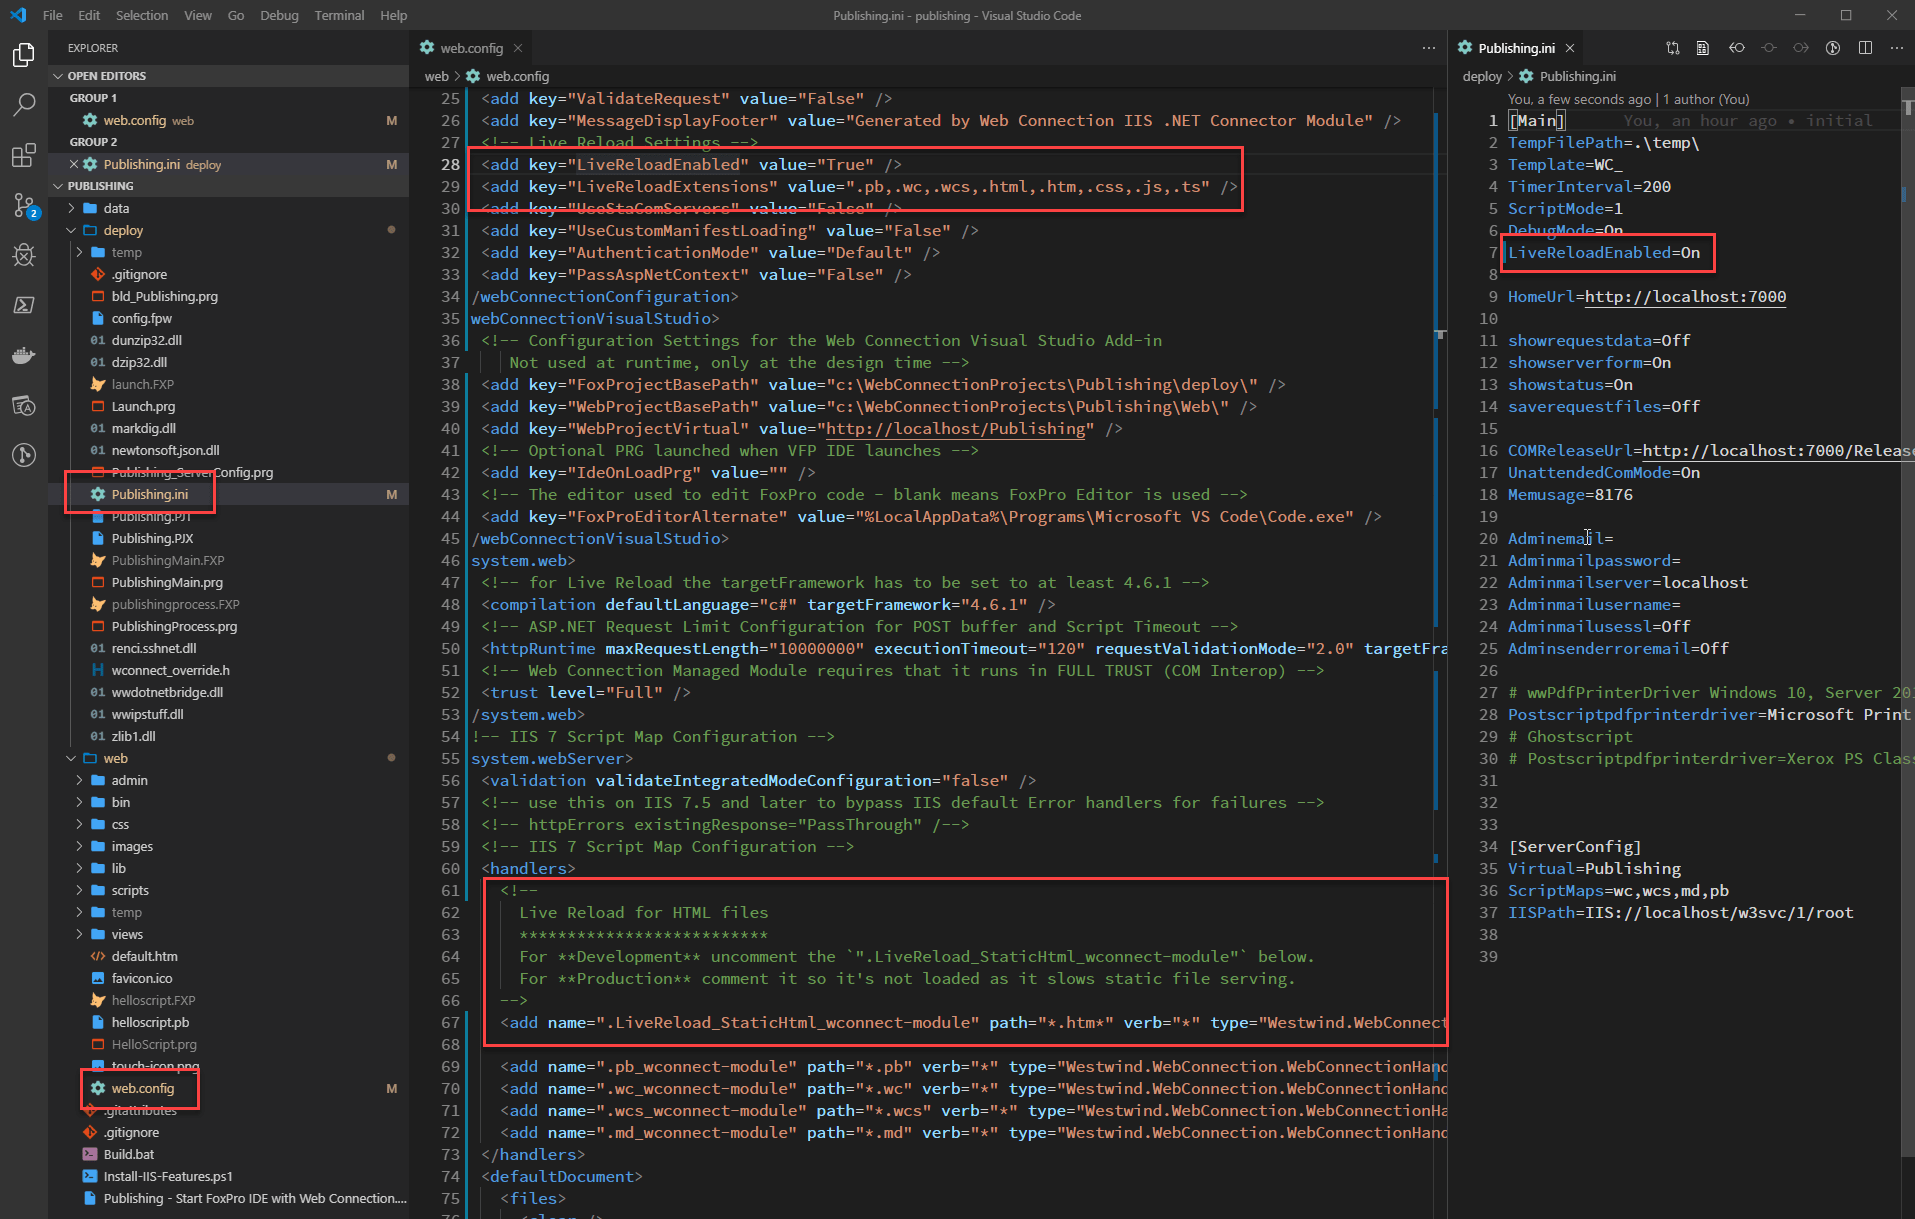 File Edit Selection View Go Debug Terminal Help
Publishing.ini - publishing - Visual Studio Code
EXPLORER
OPEN EDITORS
GROUP 1
web.config web M
GROUP 2
Publishing.ini deploy M
PUBLISHING
data
deploy
temp
.gitignore
bld_Publishing.prg
config.fpw
dunzip32.dll
dzip32.dll
launch.FXP
Launch.prg
markdig.dll
newtonsoft.json.dll
Publishing_ServerConfig.prg
Publishing.ini M
Publishing.PJT
Publishing.PJX
PublishingMain.FXP
PublishingMain.prg
publishingprocess.FXP
PublishingProcess.prg
renci.sshnet.dll
wconnect_override.h
wwdotnetbridge.dll
wwipstuff.dll
zlib1.dll
web
admin
bin
css
images
lib
scripts
temp
views
default.htm
favicon.ico
helloscript.FXP
helloscript.pb
HelloScript.prg
touch-icon.png
web.config M
.gitattributes
.gitignore
Build.bat
Install-IIS-Features.ps1
Publishing - Start FoxPro IDE with Web Connection....
2
web.config
web > web.config
25 <add key="ValidateRequest" value="False" />
26 <add key="MessageDisplayFooter" value="Generated by Web Connection IIS .NET Connector Module" />
27 <!-- Live Reload Settings -->
28 <add key="LiveReloadEnabled" value="True" />
29 <add key="LiveReloadExtensions" value=".pb,.wc,.wcs,.html,.htm,.css,.js,.ts" />
30 <add key="UseStaComServers" value="False" />
31 <add key="UseCustomManifestLoading" value="False" />
32 <add key="AuthenticationMode" value="Default" />
33 <add key="PassAspNetContext" value="False" />
34 /webConnectionConfiguration>
35 webConnectionVisualStudio>
36 <!-- Configuration Settings for the Web Connection Visual Studio Add-in
37 Not used at runtime, only at the design time -->
38 <add key="FoxProjectBasePath" value="c:\WebConnectionProjects\Publishing\deploy\" />
39 <add key="WebProjectBasePath" value="c:\WebConnectionProjects\Publishing\Web\" />
40 <add key="WebProjectVirtual" value="http://localhost/Publishing" />
41 <!-- Optional PRG launched when VFP IDE launches -->
42 <add key="IdeOnLoadPrg" value="" />
43 <!-- The editor used to edit FoxPro code - blank means FoxPro Editor is used -->
44 <add key="FoxProEditorAlternate" value="%LocalAppData%\Programs\Microsoft VS Code\Code.exe" />
45 /webConnectionVisualStudio>
46 system.web>
47 <!-- for Live Reload the targetFramework has to be set to at least 4.6.1 -->
48 <compilation defaultLanguage="c#" targetFramework="4.6.1" />
49 <!-- ASP.NET Request Limit Configuration for POST buffer and Script Timeout -->
50 <httpRuntime maxRequestLength="10000000" executionTimeout="120" requestValidationMode="2.0" targetFra
51 <!-- Web Connection Managed Module requires that it runs in FULL TRUST (COM Interop) -->
52 <trust level="Full" />
53 /system.web>
54 !-- IIS 7 Script Map Configuration -->
55 system.webServer>
56 <validation validateIntegratedModeConfiguration="false" />
57 <!-- use this on IIS 7.5 and later to bypass IIS default Error handlers for failures -->
58 <!-- httpErrors existingResponse="PassThrough" /-->
59 <!-- IIS 7 Script Map Configuration -->
60 <handlers>
61 <!--
62 Live Reload for HTML files
63 **************************
64 For **Development** uncomment the `".LiveReload_StaticHtml_wconnect-module"` below.
65 For **Production** comment it so it's not loaded as it slows static file serving.
66 -->
67 <add name=".LiveReload_StaticHtml_wconnect-module" path="*.htm*" verb="*" type="Westwind.WebConnect
68
69 <add name=".pb_wconnect-module" path="*.pb" verb="*" type="Westwind.WebConnection.WebConnectionHand
70 <add name=".wc_wconnect-module" path="*.wc" verb="*" type="Westwind.WebConnection.WebConnectionHand
71 <add name=".wcs_wconnect-module" path="*.wcs" verb="*" type="Westwind.WebConnection.WebConnectionHa
72 <add name=".md_wconnect-module" path="*.md" verb="*" type="Westwind.WebConnection.WebConnectionHand
73 </handlers>
74 <defaultDocument>
75 <files>
76 <clear />
Publishing.ini
deploy > Publishing.ini
You, a few seconds ago | 1 author (You)
1 [Main] You, an hour ago • initial
2 TempFilePath=.\temp\
3 Template=WC_
4 TimerInterval=200
5 ScriptMode=1
6 DebugMode=On
7 LiveReloadEnabled=On
8
9 HomeUrl=http://localhost:7000
10
11 showrequestdata=Off
12 showserverform=On
13 showstatus=On
14 saverequestfiles=Off
15
16 COMReleaseUrl=http://localhost:7000/Release
17 UnattendedComMode=On
18 Memusage=8176
19
20 Adminemail=
21 Adminmailpassword=
22 Adminmailserver=localhost
23 Adminmailusername=
24 Adminmailusessl=Off
25 Adminsenderroremail=Off
26
27 # wwPdfPrinterDriver Windows 10, Server 201
28 Postscriptpdfprinterdriver=Microsoft Print
29 # Ghostscript
30 # Postscriptpdfprinterdriver=Xerox PS Clas
31
32
33
34 [ServerConfig]
35 Virtual=Publishing
36 ScriptMaps=wc,wcs,md,pb
37 IISPath=IIS://localhost/w3svc/1/root
38
39